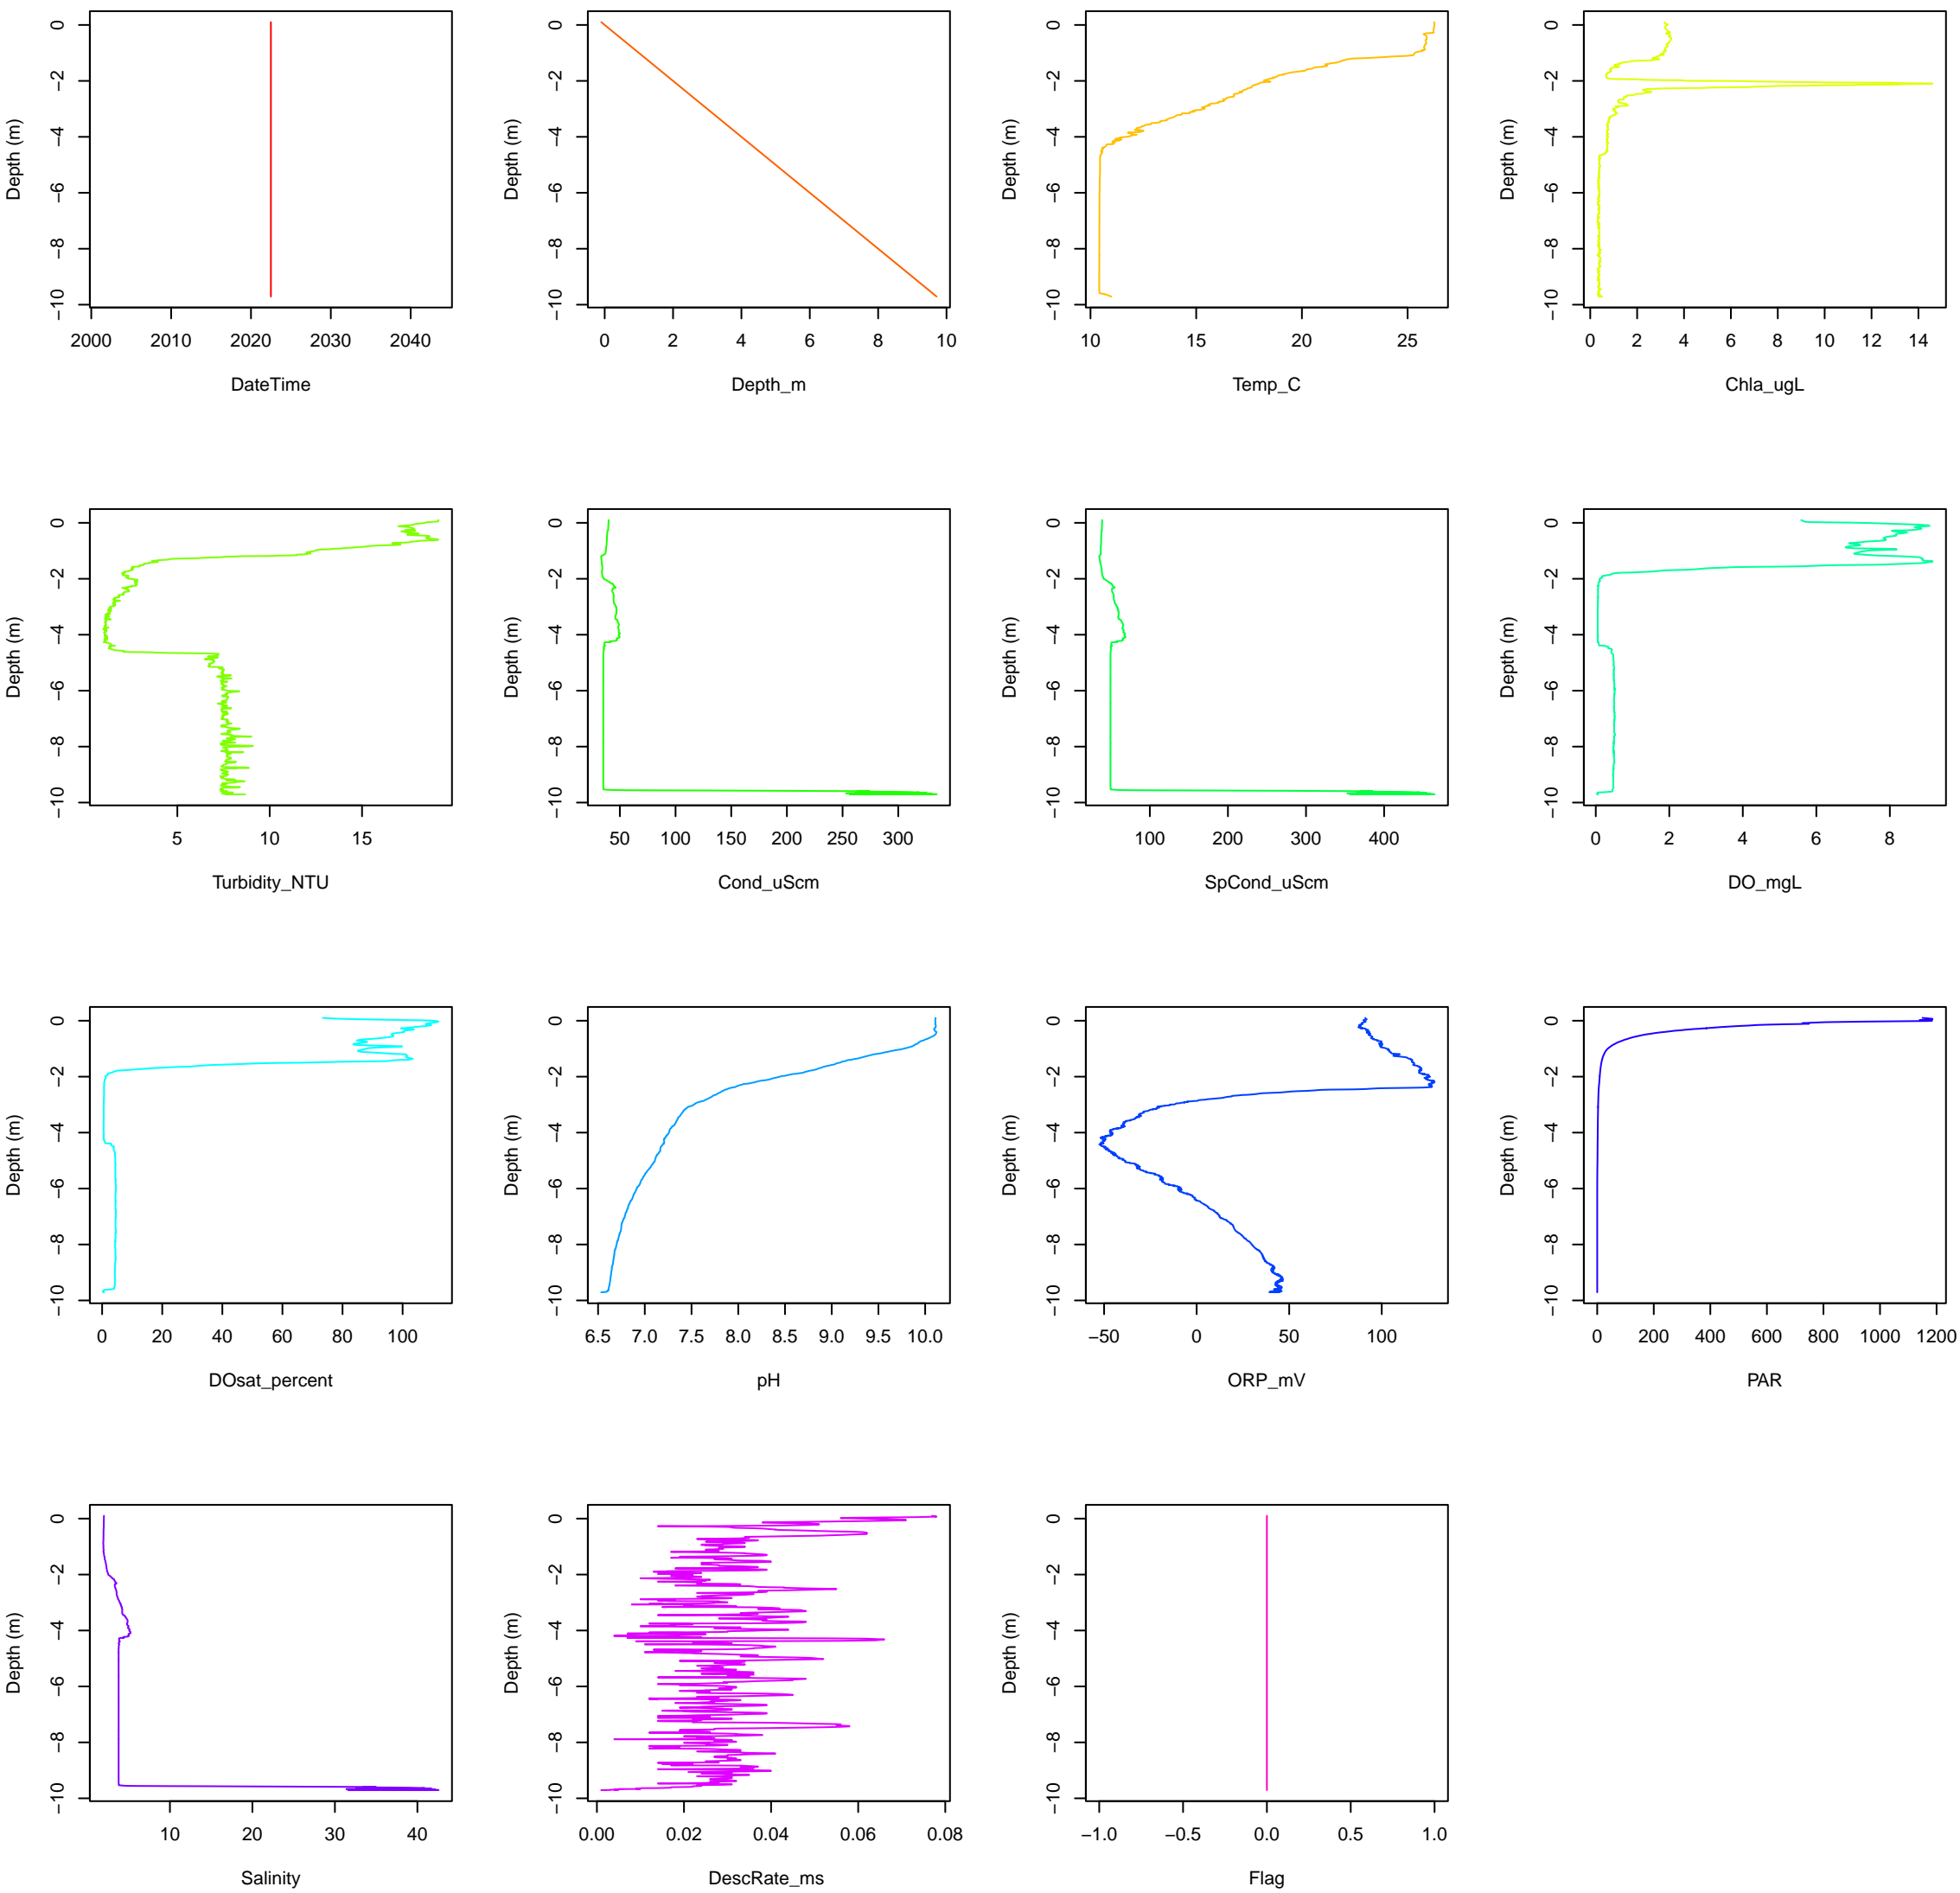 0 −2 −4 −6 −8 −10
Depth (m)
2000 2010 2020 2030 2040
DateTime
0 −2 −4 −6 −8 −10
Depth (m)
0 2 4 6 8 10
Depth_m
0 −2 −4 −6 −8 −10
Depth (m)
10 15 20 25
Temp_C
0 −2 −4 −6 −8 −10
Depth (m)
0 2 4 6 8 10 12 14
Chla_ugL
0 −2 −4 −6 −8 −10
Depth (m)
5 10 15
Turbidity_NTU
0 −2 −4 −6 −8 −10
Depth (m)
50 100 150 200 250 300
Cond_uScm
0 −2 −4 −6 −8 −10
Depth (m)
100 200 300 400
SpCond_uScm
0 −2 −4 −6 −8 −10
Depth (m)
0 2 4 6 8
DO_mgL
0 −2 −4 −6 −8 −10
Depth (m)
0 20 40 60 80 100
DOsat_percent
0 −2 −4 −6 −8 −10
Depth (m)
6.5 7.0 7.5 8.0 8.5 9.0 9.5 10.0
pH
0 −2 −4 −6 −8 −10
Depth (m)
−50 0 50 100
ORP_mV
0 −2 −4 −6 −8 −10
Depth (m)
0 200 400 600 800 1000 1200
PAR
0 −2 −4 −6 −8 −10
Depth (m)
10 20 30 40
Salinity
0 −2 −4 −6 −8 −10
Depth (m)
0.00 0.02 0.04 0.06 0.08
DescRate_ms
0 −2 −4 −6 −8 −10
Depth (m)
−1.0 −0.5 0.0 0.5 1.0
Flag